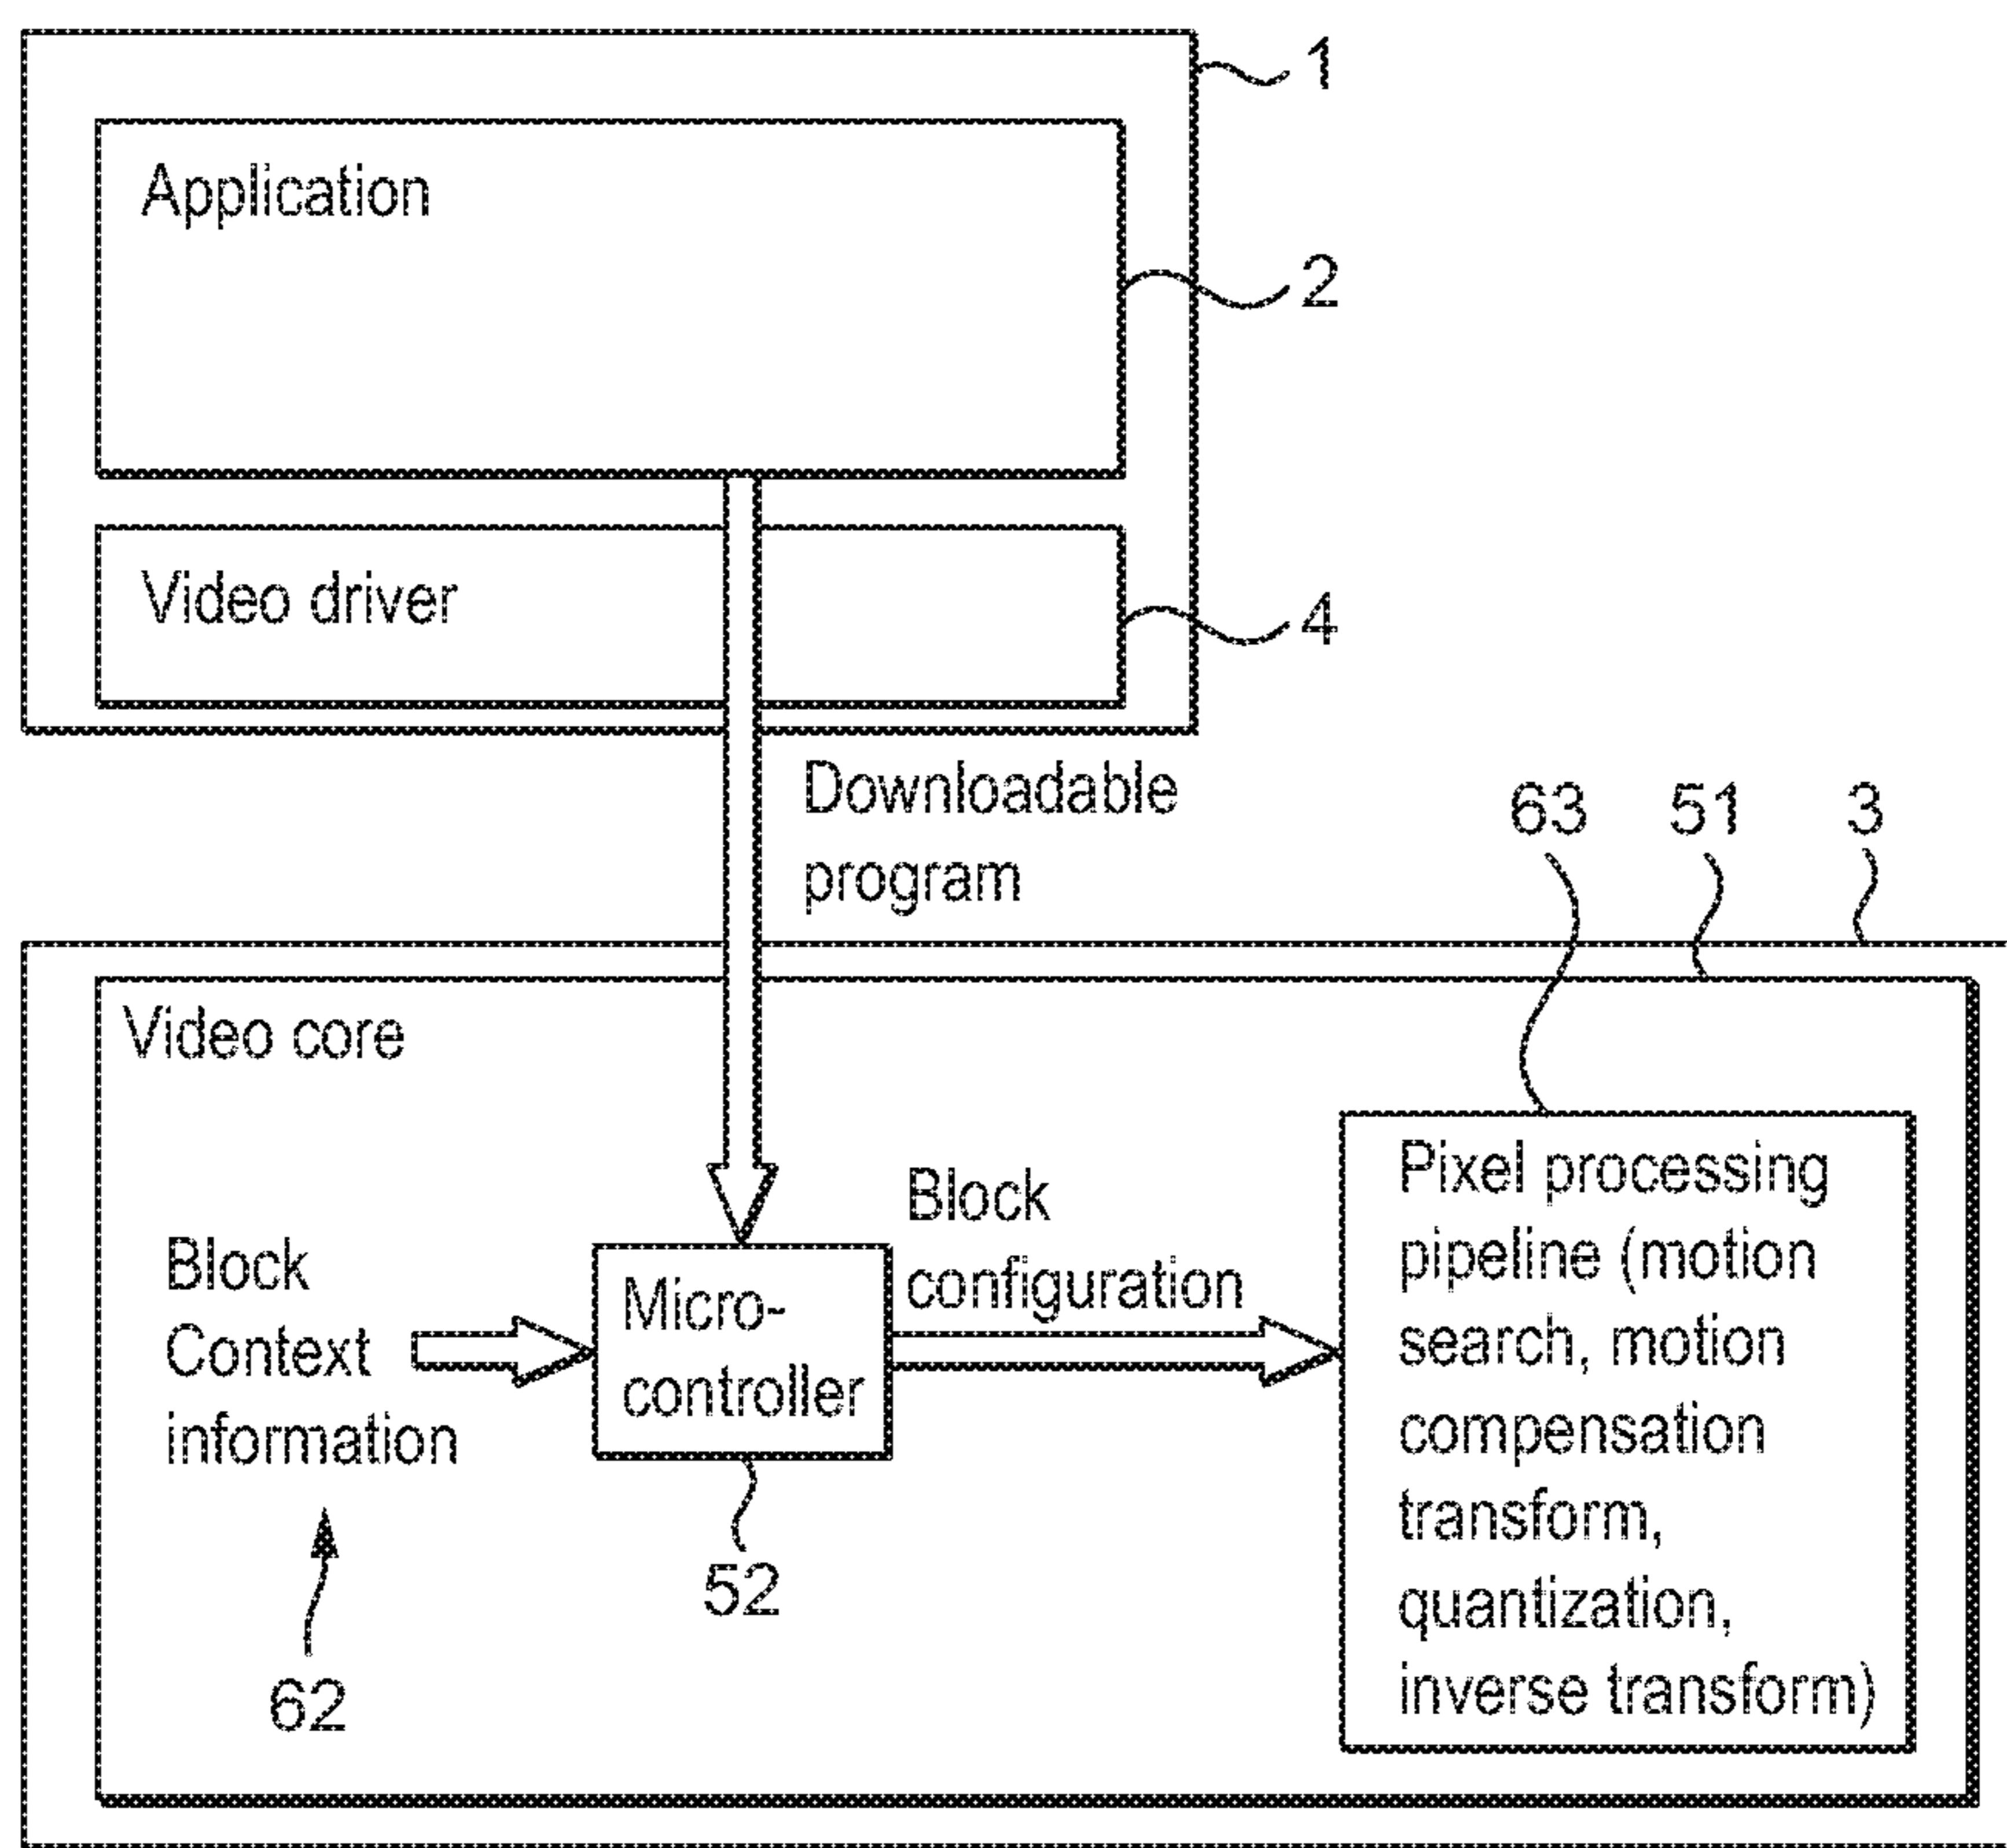 1
Application
2
Video driver
4
Downloadable
program
63
51
3
Video core
Block
Context
information
62
Micro-
controller
52
Block
configuration
Pixel processing
pipeline (motion
search, motion
compensation
transform,
quantization,
inverse transform)